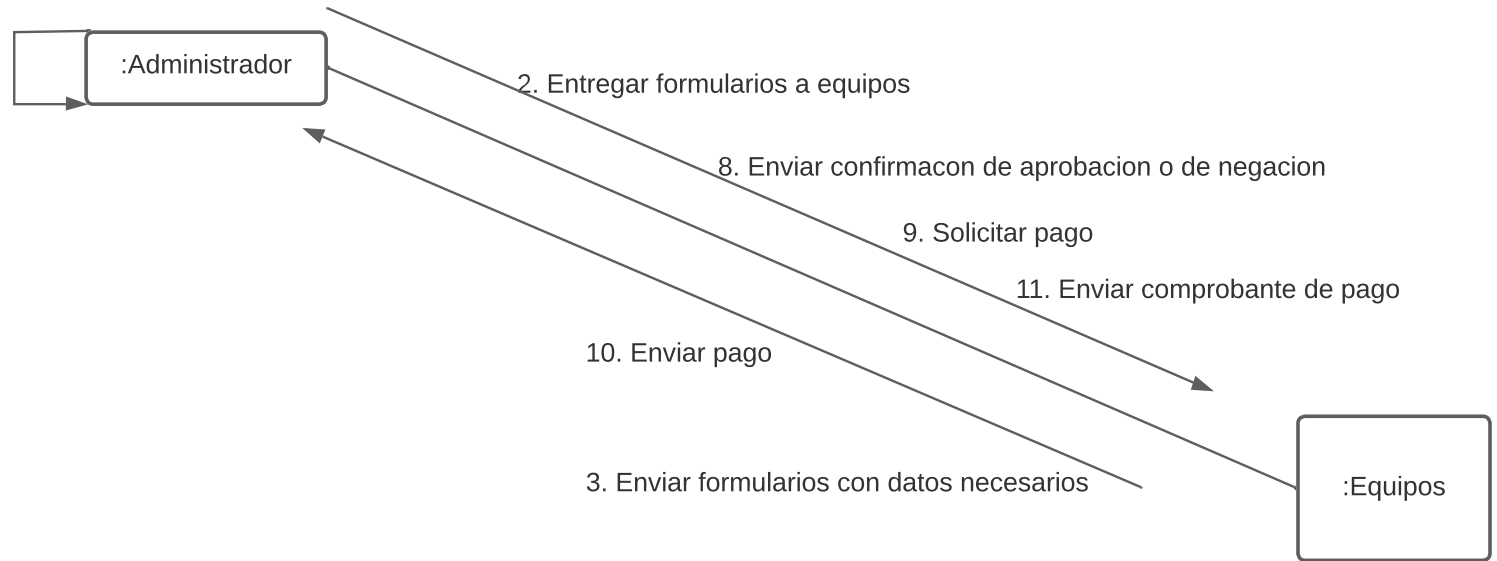 :Administrador
2. Entregar formularios a equipos
8. Enviar confirmacon de aprobacion o de negacion
9. Solicitar pago
11. Enviar comprobante de pago
10. Enviar pago
3. Enviar formularios con datos necesarios
:Equipos